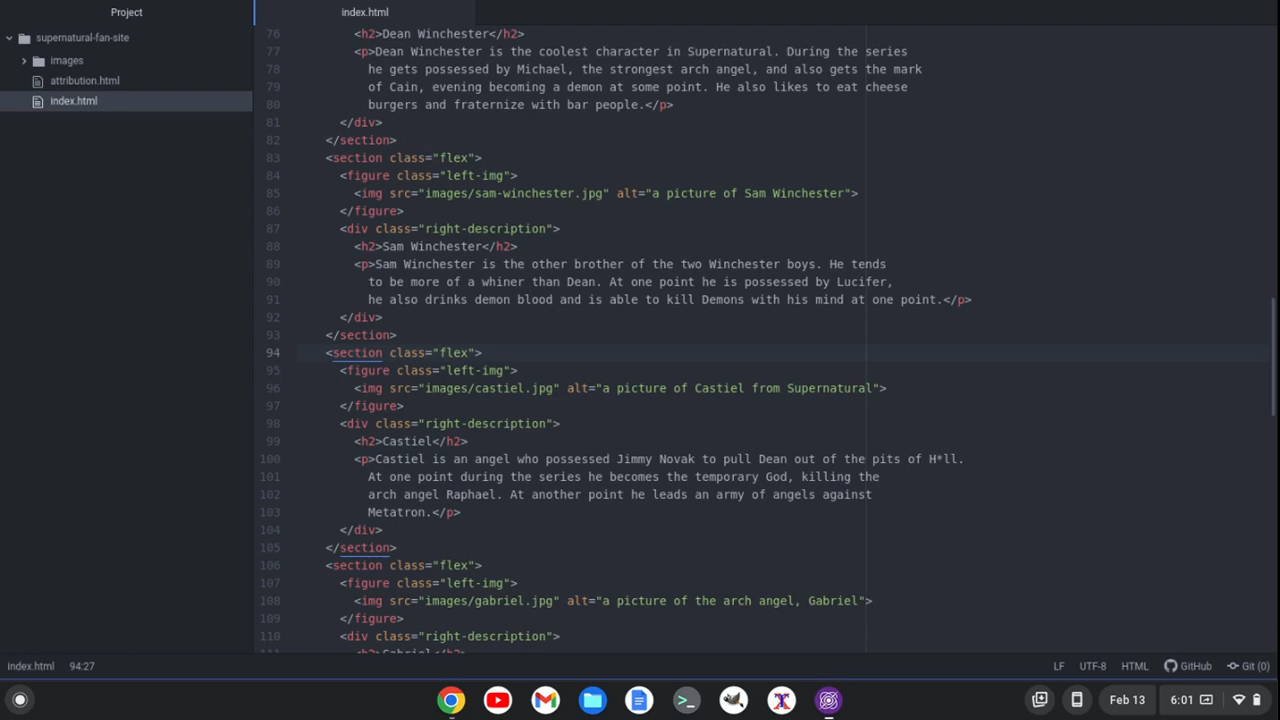 Project
index.html
supernatural-fan-site
images
attribution.html
index.html
76 <h2>Dean Winchester</h2>
77 <p>Dean Winchester is the coolest character in Supernatural. During the series
78 he gets possessed by Michael, the strongest arch angel, and also gets the mark
79 of Cain, evening becoming a demon at some point. He also likes to eat cheese
80 burgers and fraternize with bar people.</p>
81 </div>
82 </section>
83 <section class="flex">
84 <figure class="left-img">
85 <img src="images/sam-winchester.jpg" alt="a picture of Sam Winchester">
86 </figure>
87 <div class="right-description">
88 <h2>Sam Winchester</h2>
89 <p>Sam Winchester is the other brother of the two Winchester boys. He tends
90 to be more of a whiner than Dean. At one point he is possessed by Lucifer,
91 he also drinks demon blood and is able to kill Demons with his mind at one point.</p>
92 </div>
93 </section>
94 <section class="flex">
95 <figure class="left-img">
96 <img src="images/castiel.jpg" alt="a picture of Castiel from Supernatural">
97 </figure>
98 <div class="right-description">
99 <h2>Castiel</h2>
100 <p>Castiel is an angel who possessed Jimmy Novak to pull Dean out of the pits of H*ll.
101 At one point during the series he becomes the temporary God, killing the
102 arch angel Raphael. At another point he leads an army of angels against
103 Metatron.</p>
104 </div>
105 </section>
106 <section class="flex">
107 <figure class="left-img">
108 <img src="images/gabriel.jpg" alt="a picture of the arch angel, Gabriel">
109 </figure>
110 <div class="right-description">
111 <h2>Gabriel</h2>
index.html 94:27 LF UTF-8 HTML GitHub Git (0)
Feb 13 6:01